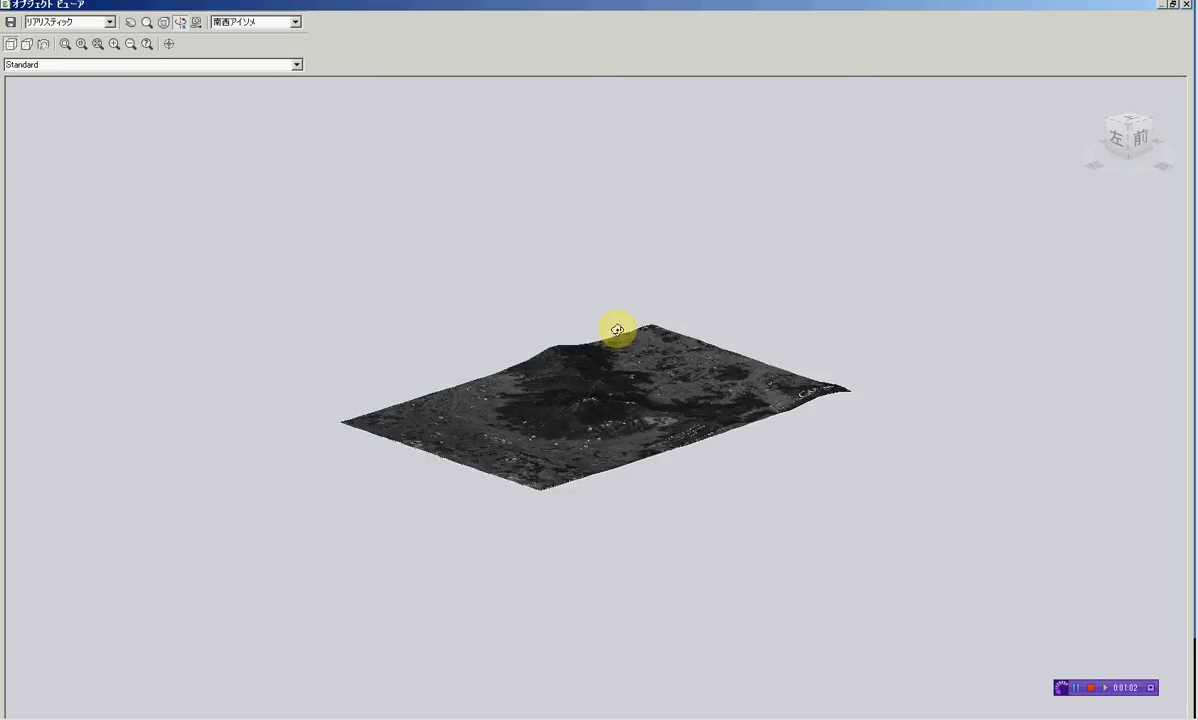 オブジェクト ビューア
リアリスティック
南西アイソメ
Standard
左
前
0:01:02